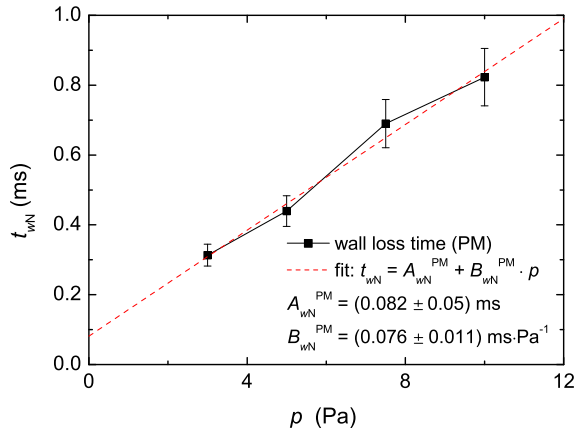 1.0
0.8
0.6
0.4
0.2
0.0
t_wN (ms)
wall loss time (PM)
fit: t_wN = A_wN^PM + B_wN^PM · p
A_wN^PM = (0.082 ± 0.05) ms
B_wN^PM = (0.076 ± 0.011) ms·Pa^-1
0 4 8 12
p (Pa)